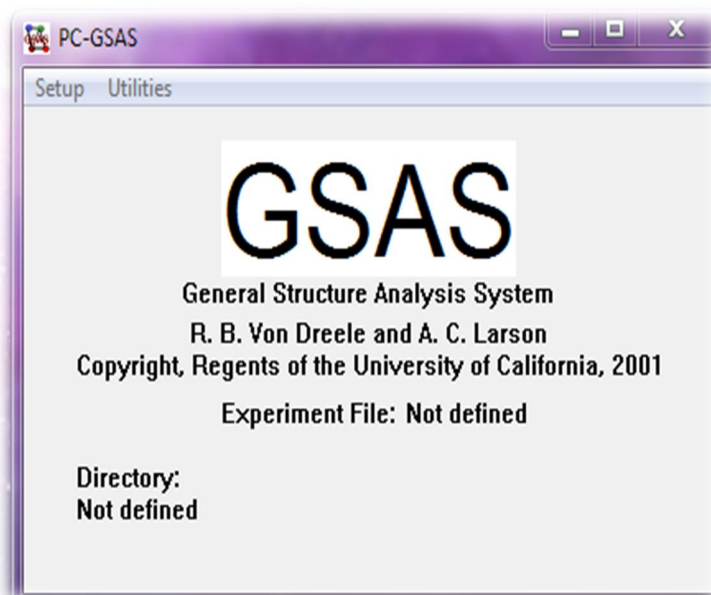 PC-GSAS
Setup Utilities
GSAS
General Structure Analysis System
R. B. Von Dreele and A. C. Larson
Copyright, Regents of the University of California, 2001
Experiment File: Not defined
Directory:
Not defined